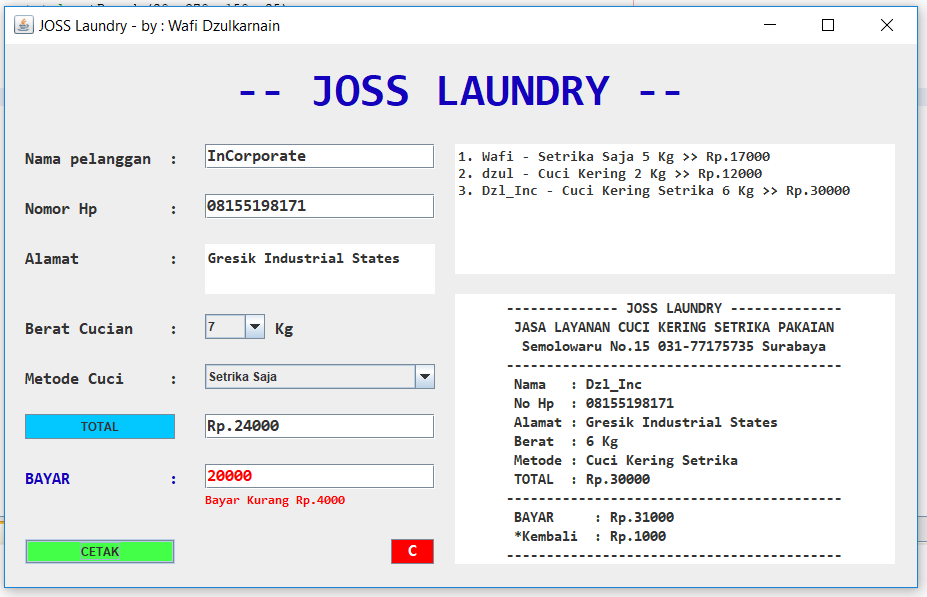 JOSS Laundry - by : Wafi Dzulkarnain
-- JOSS LAUNDRY --
Nama pelanggan :
InCorporate
Nomor Hp :
08155198171
Alamat :
Gresik Industrial States
Berat Cucian :
7
Kg
Metode Cuci :
Setrika Saja
TOTAL
Rp.24000
BAYAR :
20000
Bayar Kurang Rp.4000
CETAK
C
1. Wafi - Setrika Saja 5 Kg >> Rp.17000
2. dzul - Cuci Kering 2 Kg >> Rp.12000
3. Dzl_Inc - Cuci Kering Setrika 6 Kg >> Rp.30000
-------------- JOSS LAUNDRY --------------
JASA LAYANAN CUCI KERING SETRIKA PAKAIAN
Semolowaru No.15 031-77175735 Surabaya
------------------------------------------
Nama : Dzl_Inc
No Hp : 08155198171
Alamat : Gresik Industrial States
Berat : 6 Kg
Metode : Cuci Kering Setrika
TOTAL : Rp.30000
------------------------------------------
BAYAR : Rp.31000
*Kembali : Rp.1000
------------------------------------------